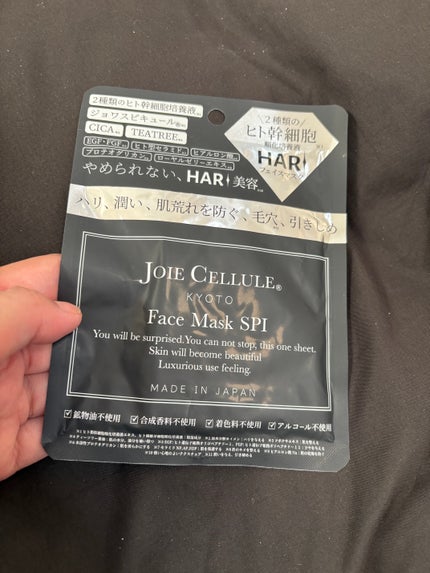 2種類のヒト幹細胞培養液
ジョワスピキュール
CICA
TEATREE
EGF・FGF
ヒト型セラミド
ヒアルロン酸
プロテオグリカン
ローヤルゼリーエキス
やめられない、HARI美容
\2種類の/
ヒト幹細胞
順化培養液
HARI
フェイスマスク
ハリ、潤い、肌荒れを防ぐ、毛穴、引きしめ
JOIE CELLULE®
KYOTO
Face Mask SPI
You will be surprised.You can not stop, this one sheet.
Skin will become beautiful
Luxurious use feeling.
MADE IN JAPAN
☑鉱物油不使用 ☑合成香料不使用 ☑着色料不使用 ☑アルコール不使用